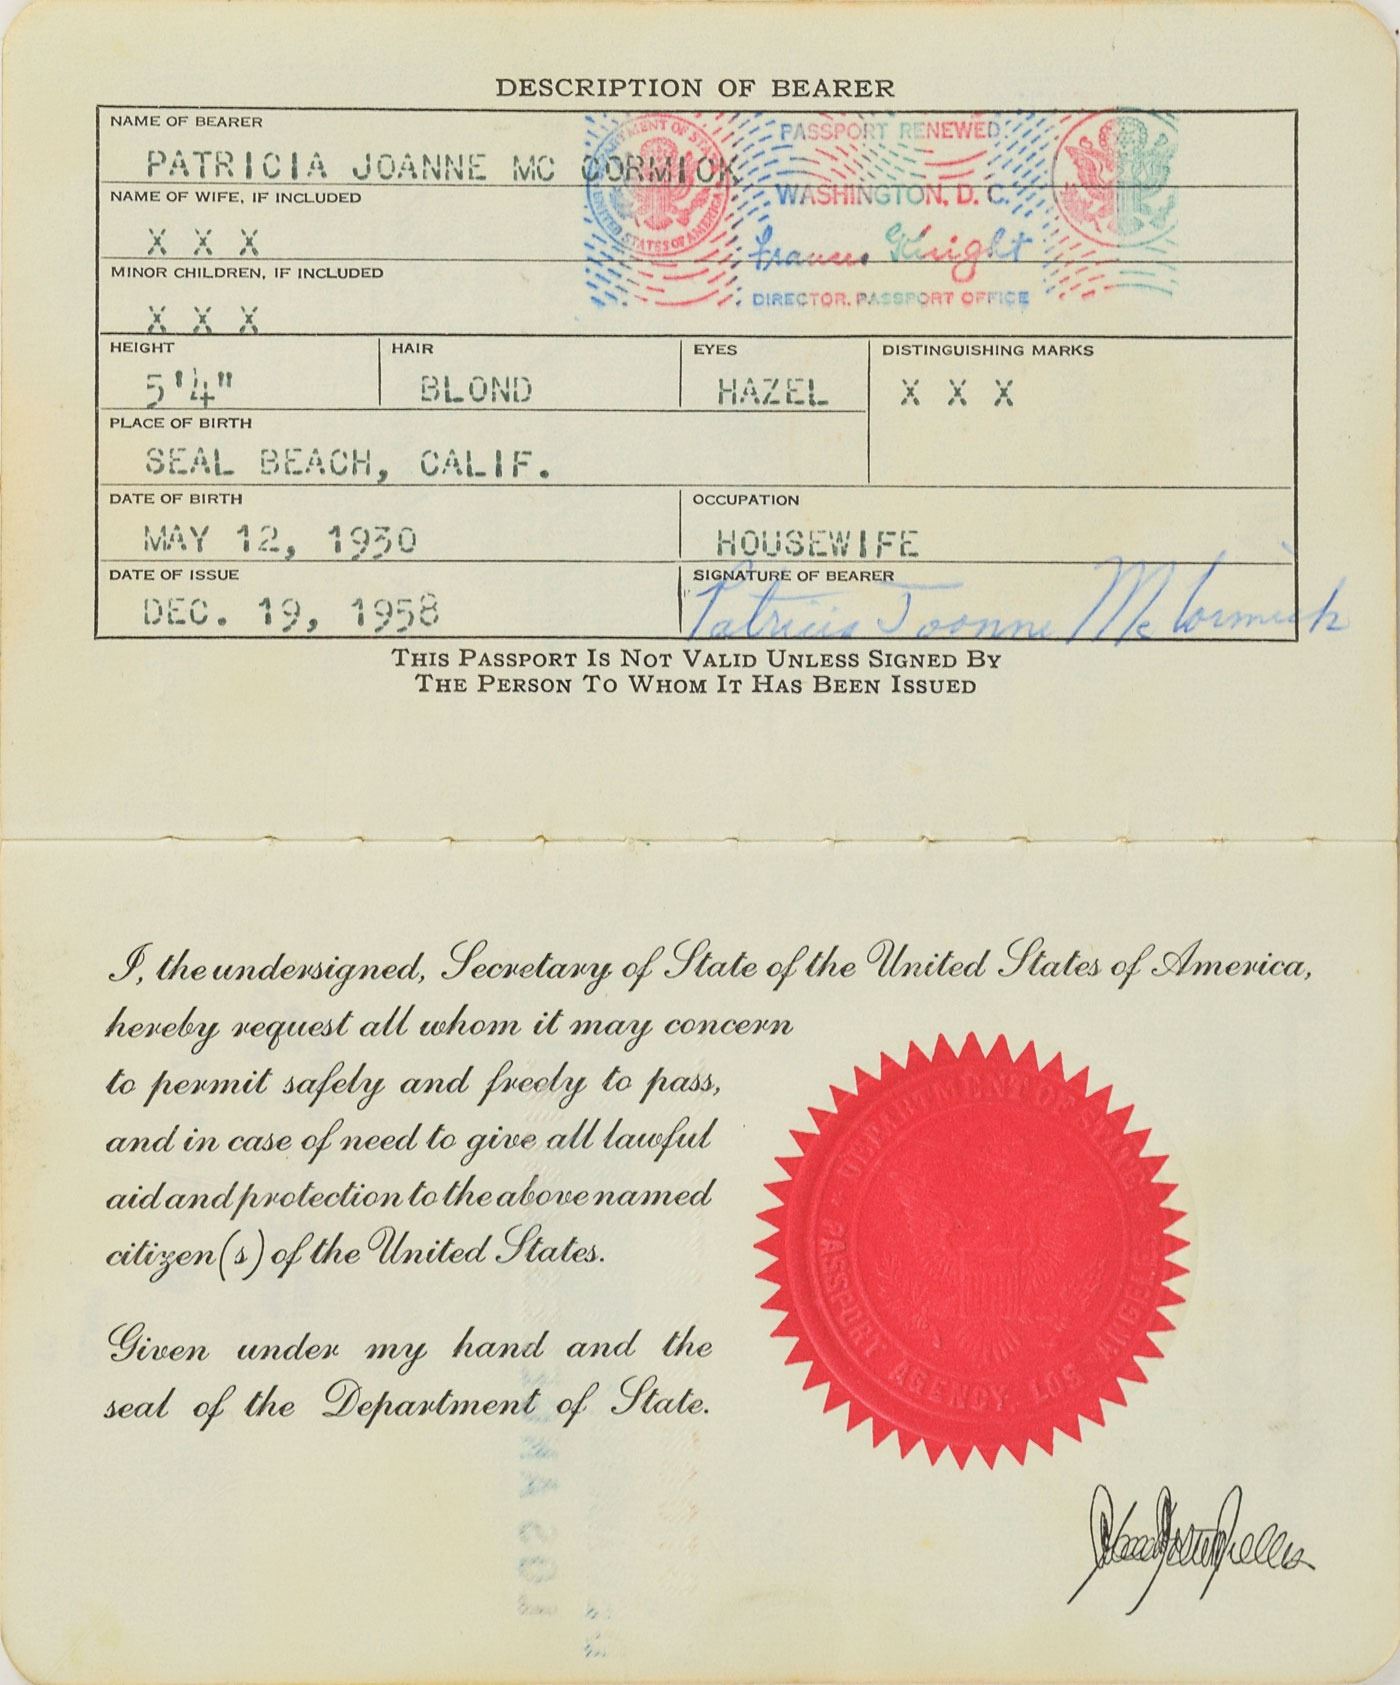 DESCRIPTION OF BEARER
NAME OF BEARER
PATRICIA JOANNE MC CORMICK
DEPARTMENT OF STATE
UNITED STATES OF AMERICA
PASSPORT RENEWED
WASHINGTON, D. C.
Frances G Knight
DIRECTOR, PASSPORT OFFICE
NAME OF WIFE, IF INCLUDED
X X X
MINOR CHILDREN, IF INCLUDED
X X X
HEIGHT HAIR EYES DISTINGUISHING MARKS
5'4" BLOND HAZEL X X X
PLACE OF BIRTH
SEAL BEACH, CALIF.
DATE OF BIRTH OCCUPATION
MAY 12, 1930 HOUSEWIFE
DATE OF ISSUE SIGNATURE OF BEARER
DEC. 19, 1958 Patricia Joanne McCormick
THIS PASSPORT IS NOT VALID UNLESS SIGNED BY
THE PERSON TO WHOM IT HAS BEEN ISSUED
I, the undersigned, Secretary of State of the United States of America,
hereby request all whom it may concern
to permit safely and freely to pass,
and in case of need to give all lawful
aid and protection to the above named
citizen(s) of the United States.
Given under my hand and the
seal of the Department of State.
DEPARTMENT OF STATE
PASSPORT AGENCY, LOS ANGELES
John Foster Dulles